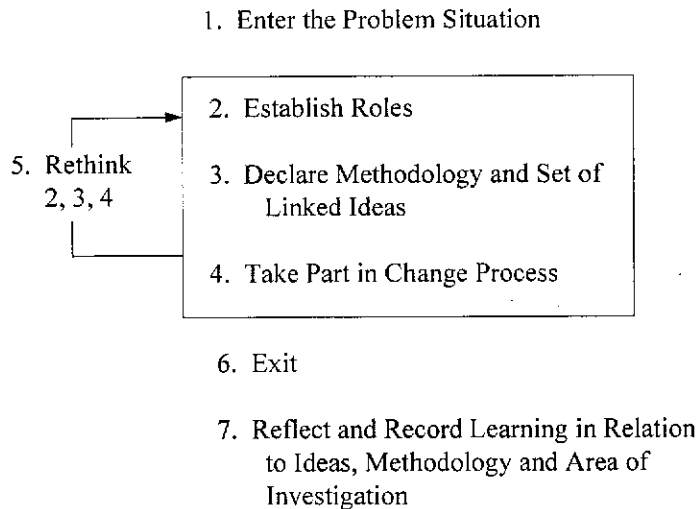 1. Enter the Problem Situation
2. Establish Roles
5. Rethink
2, 3, 4
3. Declare Methodology and Set of
Linked Ideas
4. Take Part in Change Process
6. Exit
7. Reflect and Record Learning in Relation
to Ideas, Methodology and Area of
Investigation